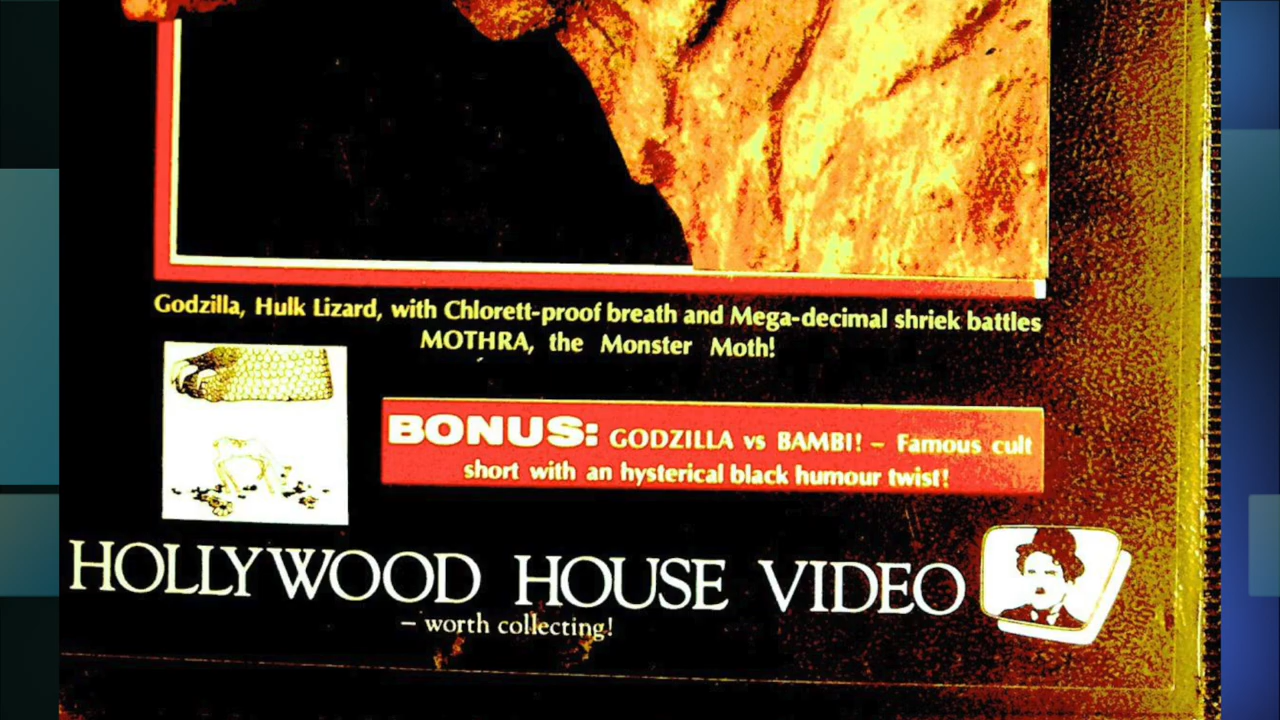 Godzilla, Hulk Lizard, with Chlorett-proof breath and Mega-decimal shriek battles
MOTHRA, the Monster Moth!
BONUS: GODZILLA vs BAMBI! – Famous cult
short with an hysterical black humour twist!
HOLLYWOOD HOUSE VIDEO
– worth collecting!